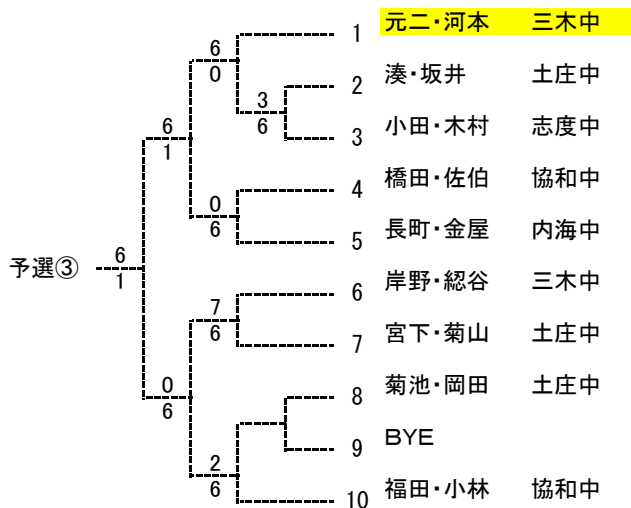 1 元二・河本 三木中
6
0
2 湊・坂井 土庄中
3
6
3 小田・木村 志度中
6
1
4 橋田・佐伯 協和中
0
6
5 長町・金屋 内海中
予選③
6
1
6 岸野・綛谷 三木中
7
6
7 宮下・菊山 土庄中
8 菊池・岡田 土庄中
0
6
9 BYE
2
6
10 福田・小林 協和中